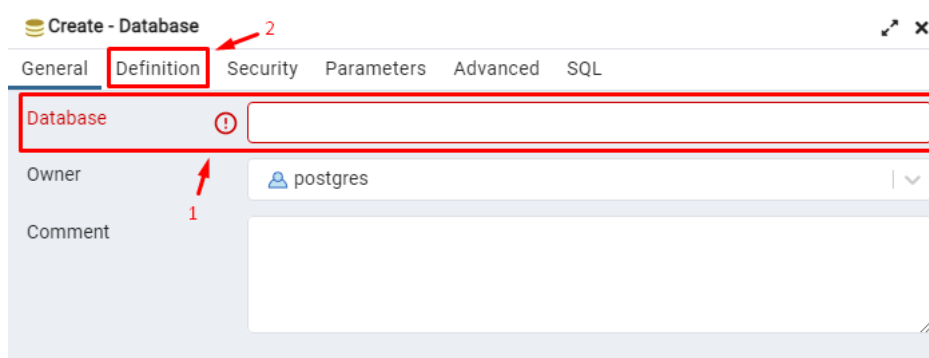 Create - Database
2
General Definition Security Parameters Advanced SQL
Database
Owner
postgres
1
Comment